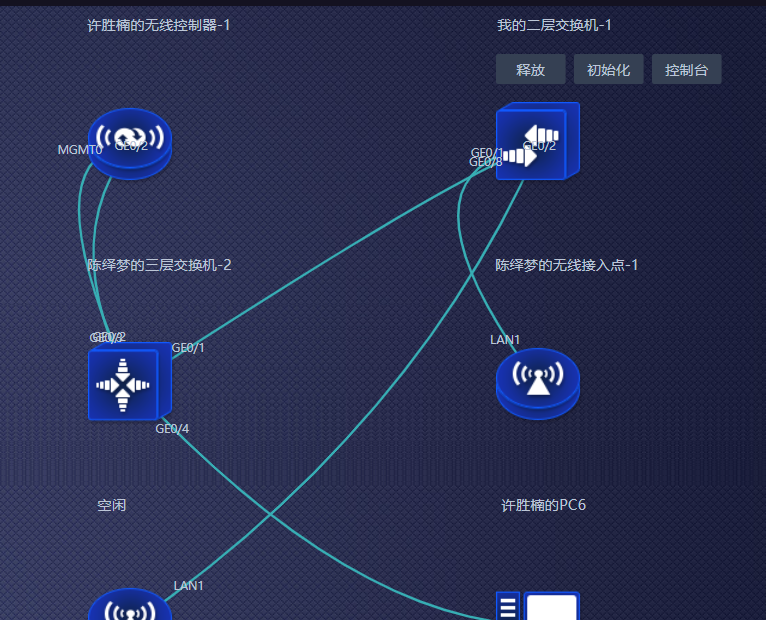 许胜楠的无线控制器-1
我的二层交换机-1
释放
初始化
控制台
MGMT0
GE0/2
GE0/1
GE0/2
GE0/8
陈绎梦的三层交换机-2
陈绎梦的无线接入点-1
GE0/2
GE0/1
LAN1
GE0/4
空闲
许胜楠的PC6
LAN1